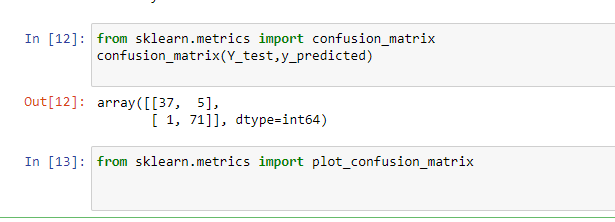 In [12]: from sklearn.metrics import confusion_matrix
confusion_matrix(Y_test,y_predicted)
Out[12]: array([[37,  5],
       [ 1, 71]], dtype=int64)
In [13]: from sklearn.metrics import plot_confusion_matrix